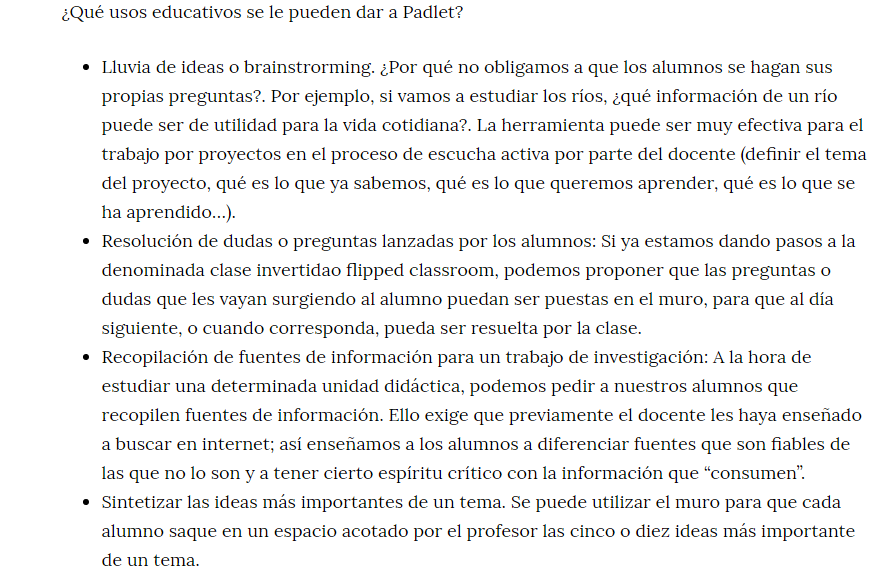 ¿Qué usos educativos se le pueden dar a Padlet?
• Lluvia de ideas o brainstrorming. ¿Por qué no obligamos a que los alumnos se hagan sus
propias preguntas?. Por ejemplo, si vamos a estudiar los ríos, ¿qué información de un río
puede ser de utilidad para la vida cotidiana?. La herramienta puede ser muy efectiva para el
trabajo por proyectos en el proceso de escucha activa por parte del docente (definir el tema
del proyecto, qué es lo que ya sabemos, qué es lo que queremos aprender, qué es lo que se
ha aprendido…).
• Resolución de dudas o preguntas lanzadas por los alumnos: Si ya estamos dando pasos a la
denominada clase invertidao flipped classroom, podemos proponer que las preguntas o
dudas que les vayan surgiendo al alumno puedan ser puestas en el muro, para que al día
siguiente, o cuando corresponda, pueda ser resuelta por la clase.
• Recopilación de fuentes de información para un trabajo de investigación: A la hora de
estudiar una determinada unidad didáctica, podemos pedir a nuestros alumnos que
recopilen fuentes de información. Ello exige que previamente el docente les haya enseñado
a buscar en internet; así enseñamos a los alumnos a diferenciar fuentes que son fiables de
las que no lo son y a tener cierto espíritu crítico con la información que “consumen”.
• Sintetizar las ideas más importantes de un tema. Se puede utilizar el muro para que cada
alumno saque en un espacio acotado por el profesor las cinco o diez ideas más importante
de un tema.